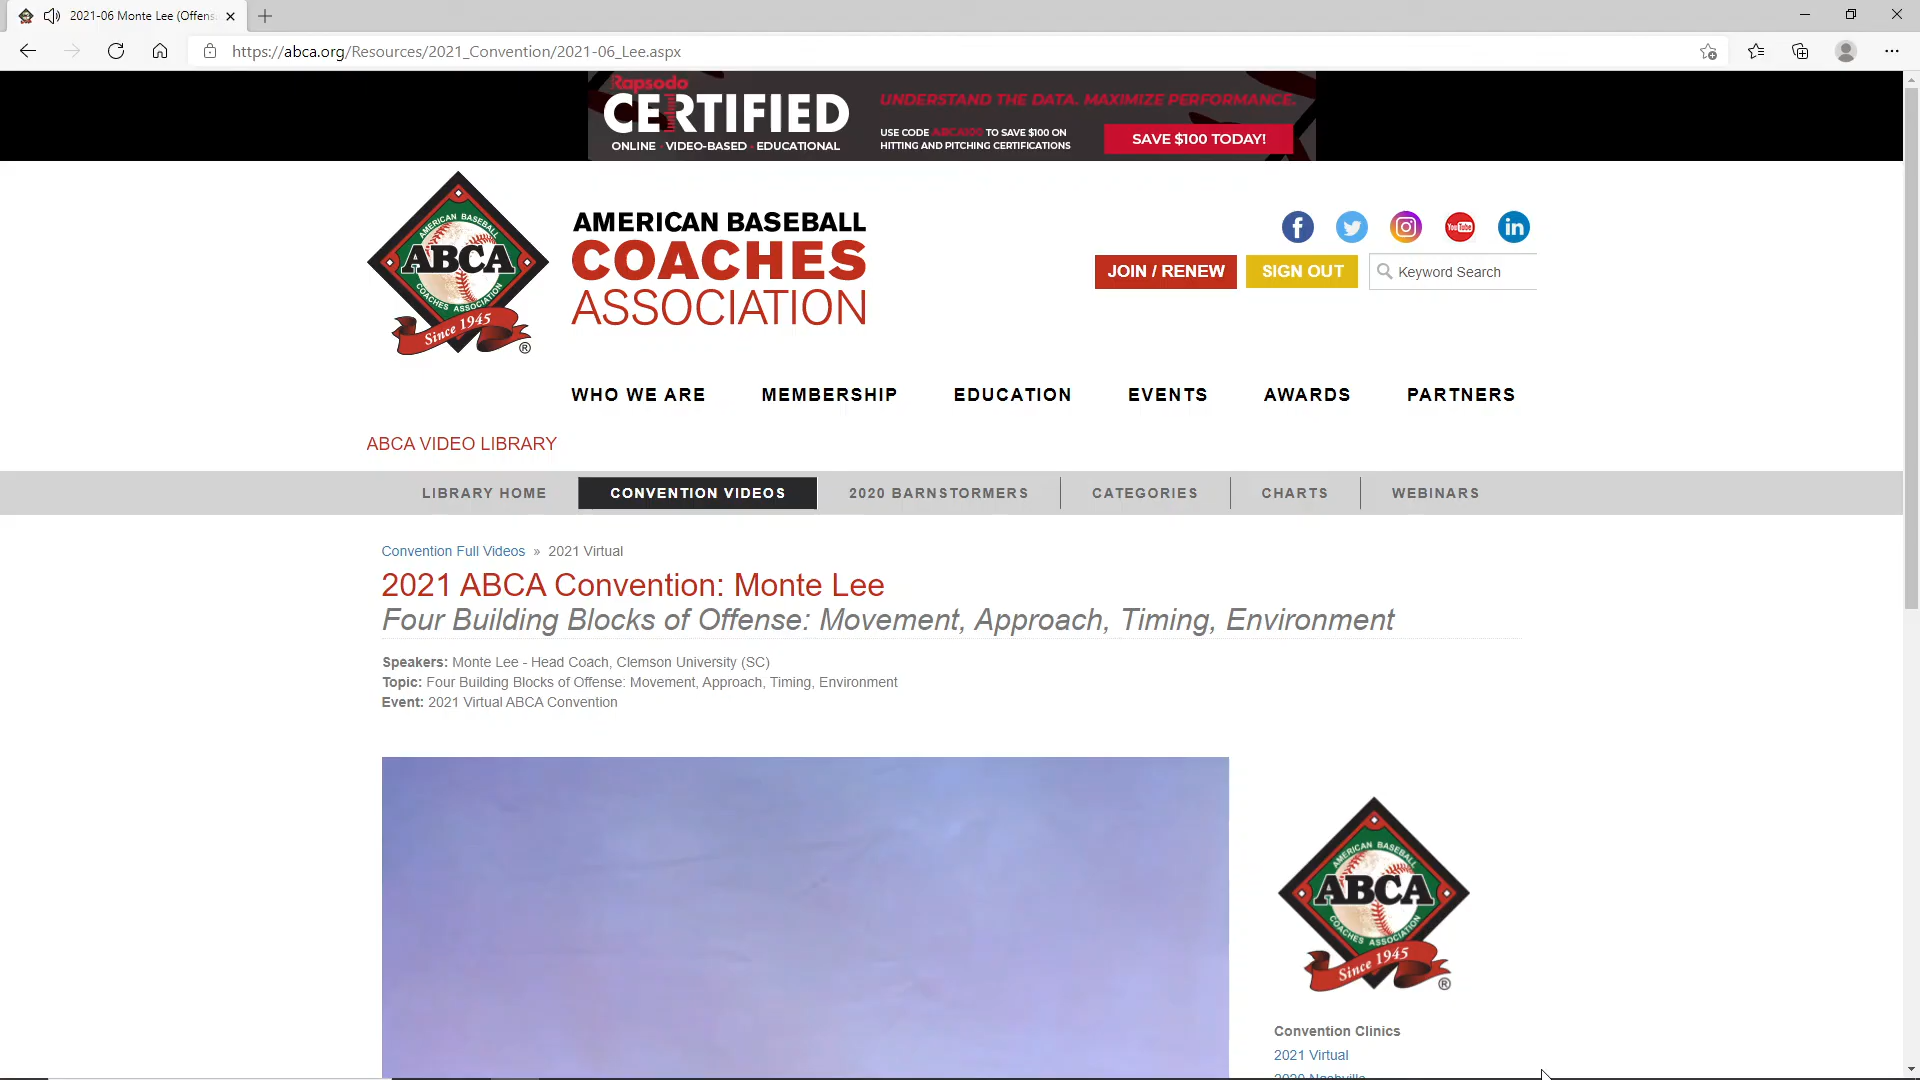 2021-06 Monte Lee (Offens
https://abca.org/Resources/2021_Convention/2021-06_Lee.aspx
Rapsodo
CERTIFIED
ONLINE · VIDEO-BASED · EDUCATIONAL
UNDERSTAND THE DATA. MAXIMIZE PERFORMANCE.
USE CODE ABCA100 TO SAVE $100 ON
HITTING AND PITCHING CERTIFICATIONS
SAVE $100 TODAY!
AMERICAN BASEBALL
ABCA
COACHES ASSOCIATION
Since 1945
®
AMERICAN BASEBALL
COACHES
ASSOCIATION
YouTube
JOIN / RENEW
SIGN OUT
Keyword Search
WHO WE ARE
MEMBERSHIP
EDUCATION
EVENTS
AWARDS
PARTNERS
ABCA VIDEO LIBRARY
LIBRARY HOME
CONVENTION VIDEOS
2020 BARNSTORMERS
CATEGORIES
CHARTS
WEBINARS
Convention Full Videos » 2021 Virtual
2021 ABCA Convention: Monte Lee
Four Building Blocks of Offense: Movement, Approach, Timing, Environment
Speakers: Monte Lee - Head Coach, Clemson University (SC)
Topic: Four Building Blocks of Offense: Movement, Approach, Timing, Environment
Event: 2021 Virtual ABCA Convention
AMERICAN BASEBALL
ABCA
COACHES ASSOCIATION
Since 1945
®
Convention Clinics
2021 Virtual
2020 Nashville